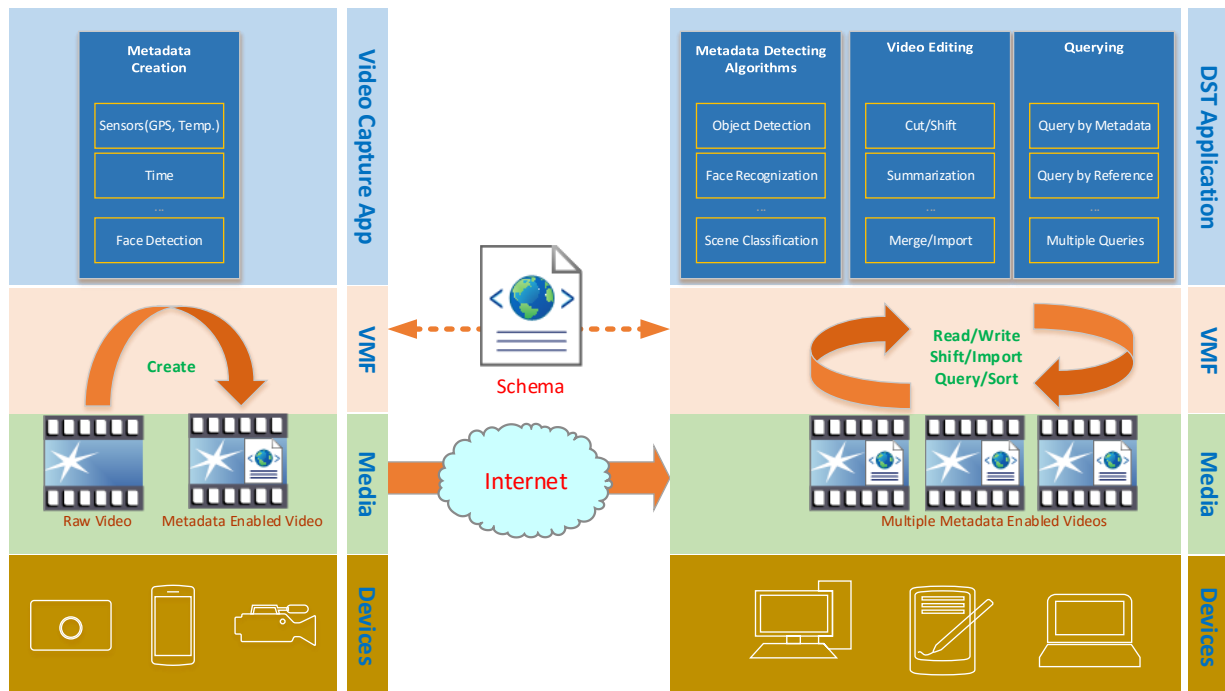 Metadata
Creation
Sensors(GPS, Temp.)
Time
...
Face Detection
Video Capture App
Create
VMF
Raw Video
Metadata Enabled Video
Media
Devices
Schema
Internet
Metadata Detecting
Algorithms
Object Detection
Face Recognization
...
Scene Classification
Video Editing
Cut/Shift
Summarization
...
Merge/Import
Querying
Query by Metadata
Query by Reference
...
Multiple Queries
DST Application
Read/Write
Shift/Import
Query/Sort
VMF
Multiple Metadata Enabled Videos
Media
Devices